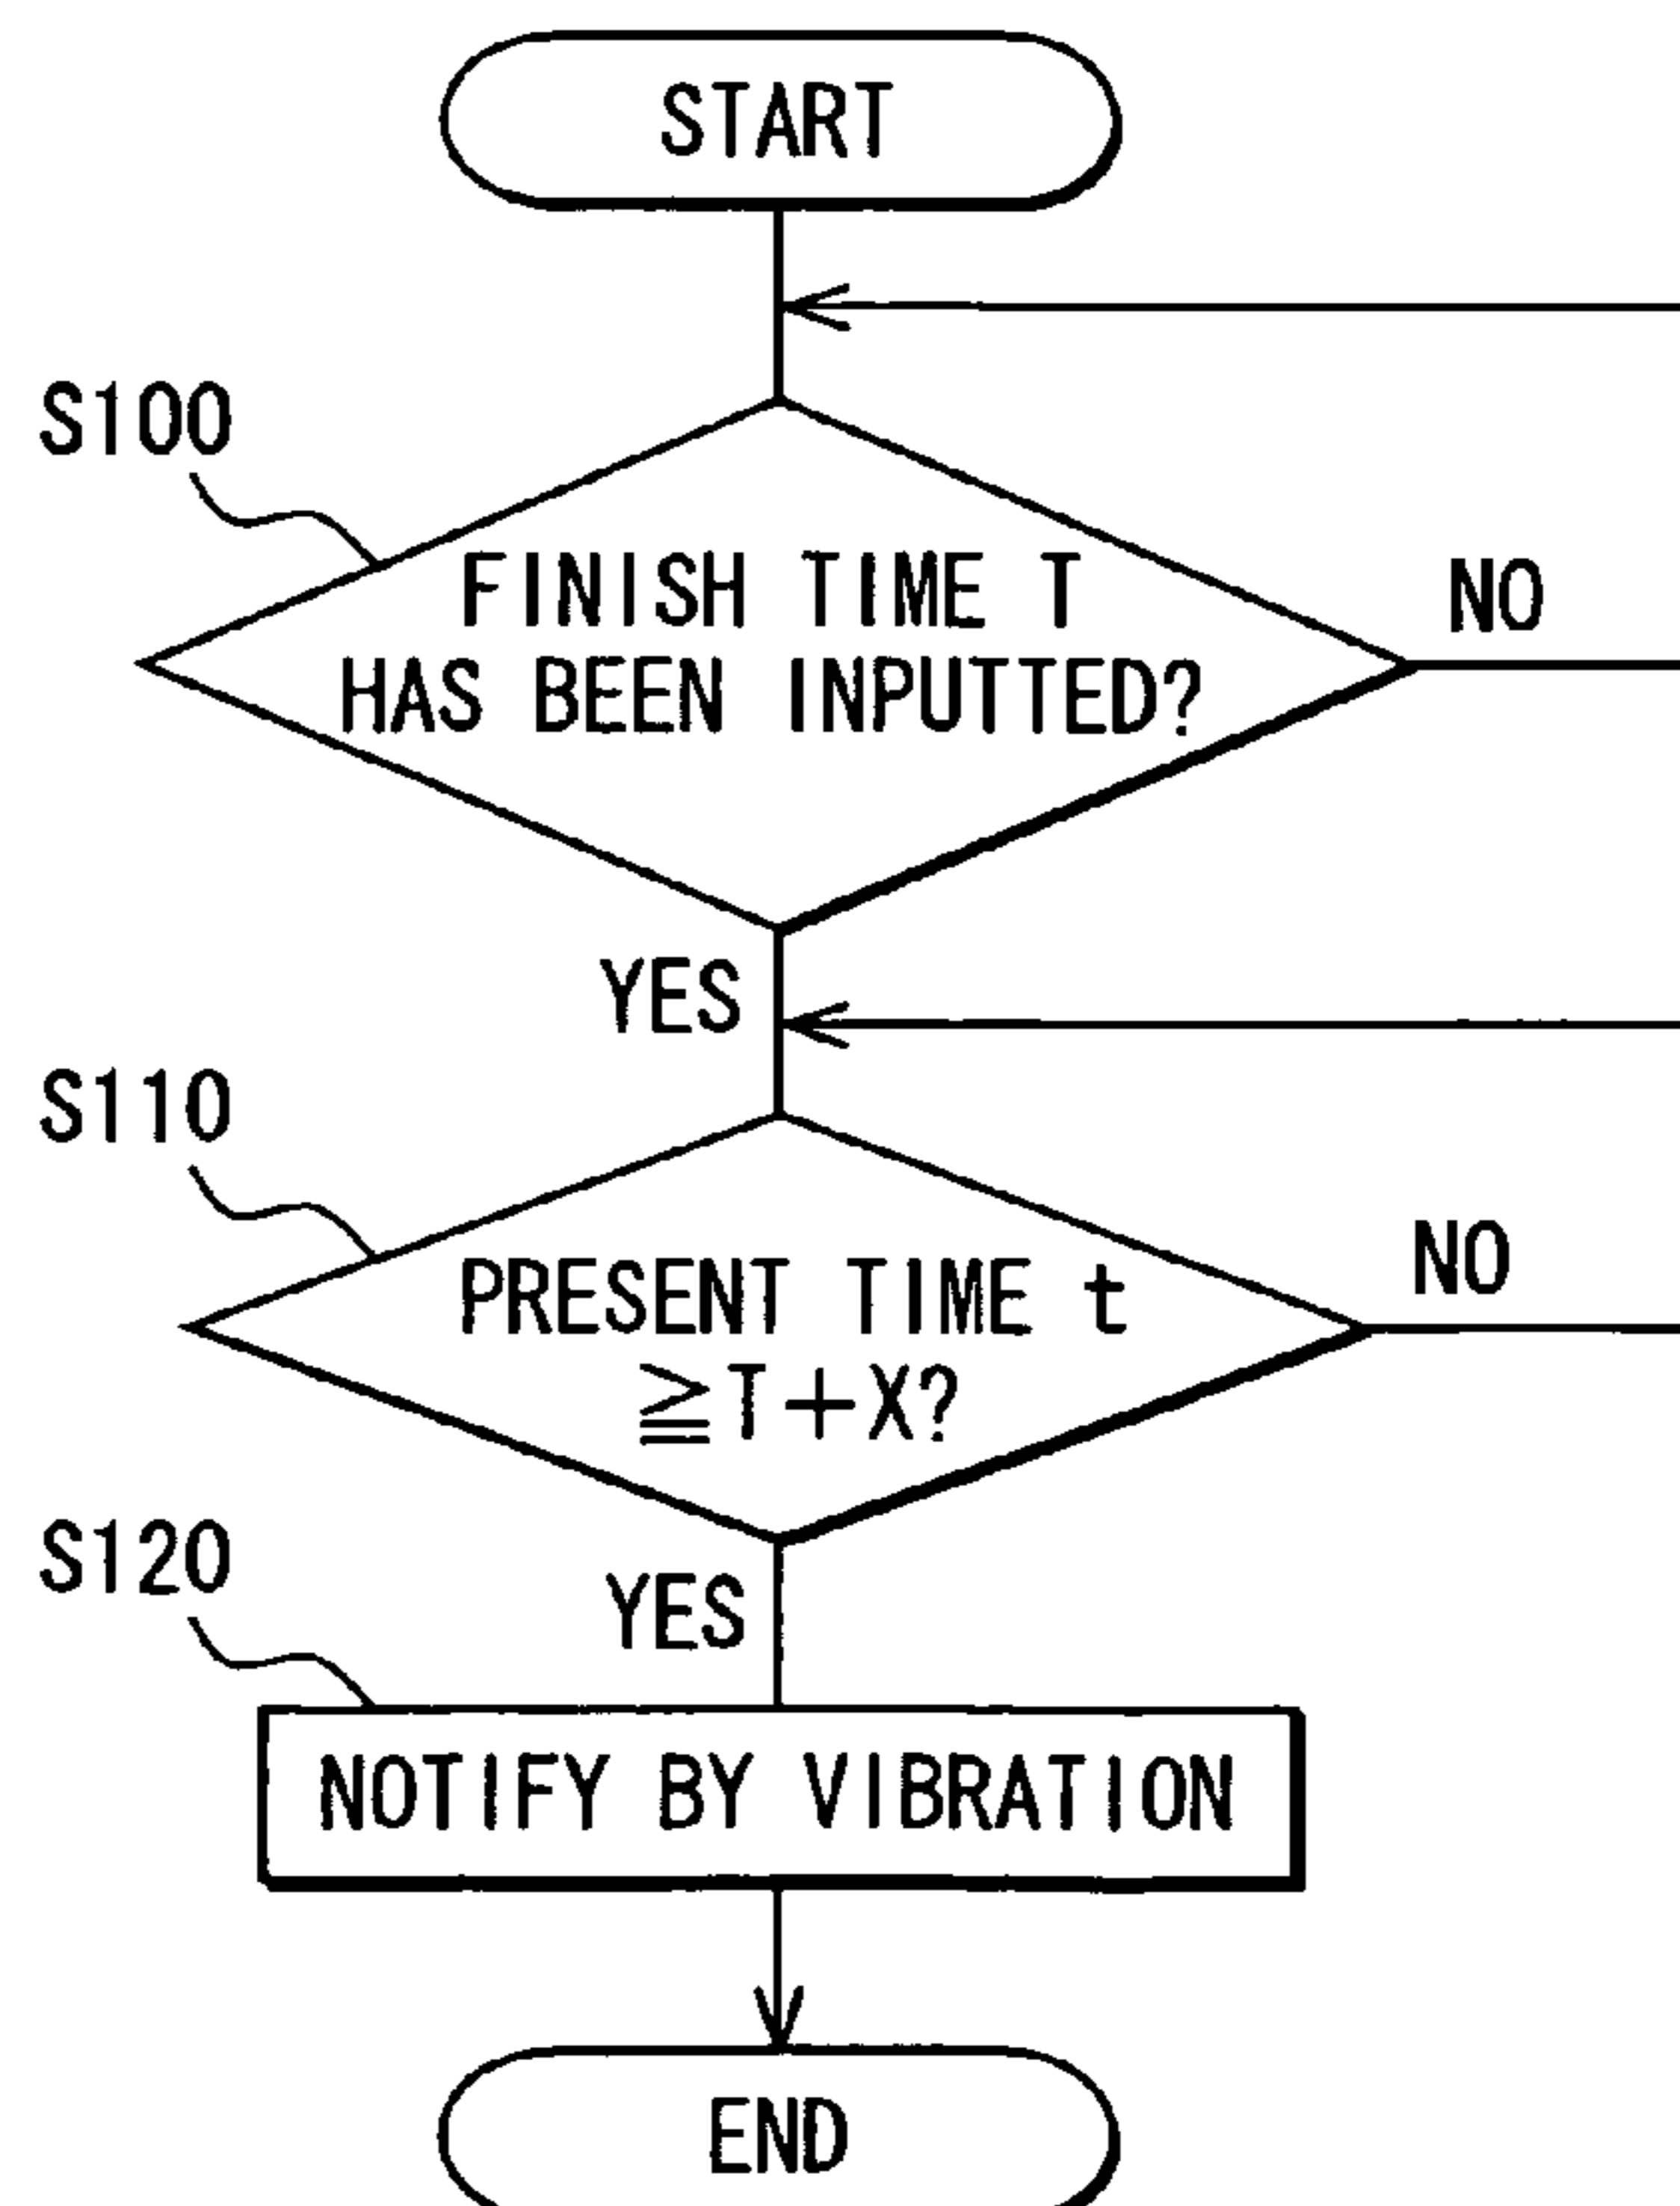 START
S100
FINISH TIME T
HAS BEEN INPUTTED?
NO
YES
S110
PRESENT TIME t
≧T+X?
NO
S120
YES
NOTIFY BY VIBRATION
END